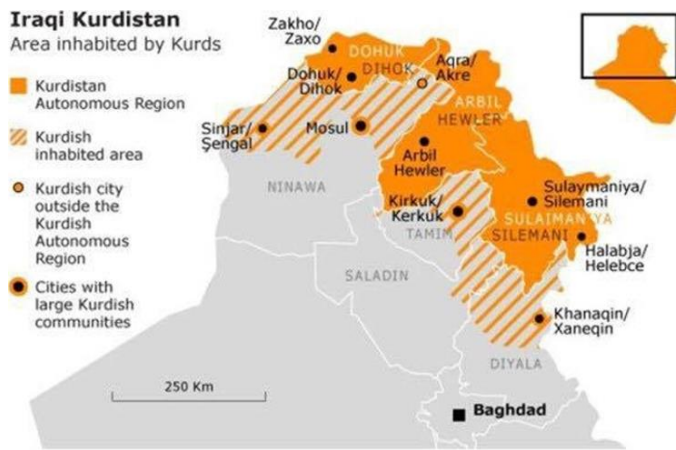 Iraqi Kurdistan
Area inhabited by Kurds
Kurdistan
Autonomous Region
Kurdish
inhabited area
Kurdish city
outside the
Kurdish
Autonomous
Region
Cities with
large Kurdish
communities
Zakho/
Zaxo
DOHUK
DIHOK
Dohuk/
Dihok
Aqra/
Akre
ARBIL
HEWLER
Sinjar/
Şengal
Mosul
Arbil
Hewler
NINAWA
Kirkuk/
Kerkuk
TAMIM
Sulaymaniya/
Silemani
SULAIMANIYA
SILEMANI
Halabja/
Helebce
SALADIN
Khanaqin/
Xaneqin
DIYALA
250 Km
Baghdad